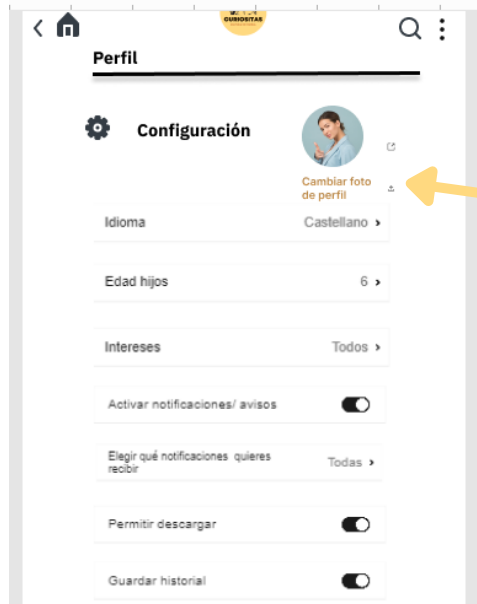 CURIOSITAS
Perfil
Configuración
Cambiar foto
de perfil
Idioma Castellano
Edad hijos 6
Intereses Todos
Activar notificaciones/ avisos
Elegir qué notificaciones quieres
recibir
Todas
Permitir descargar
Guardar historial